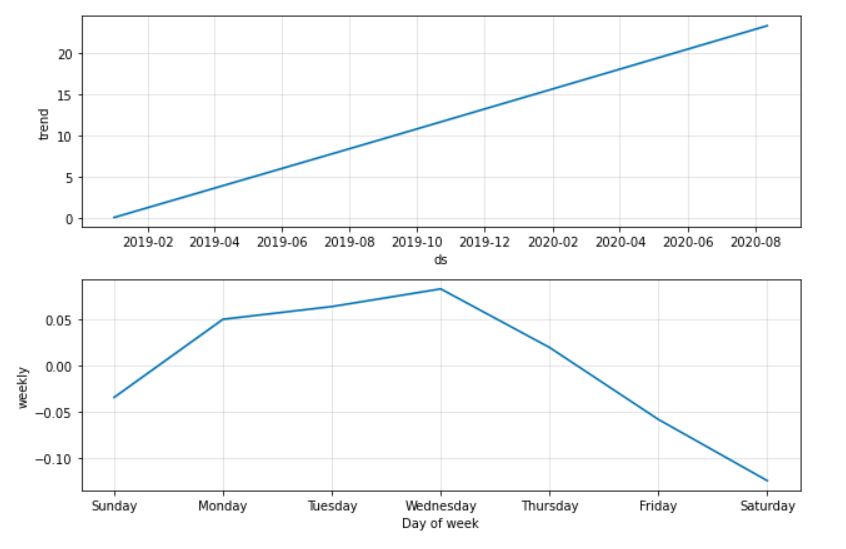 20
15
10
5
0
trend
2019-02 2019-04 2019-06 2019-08 2019-10 2019-12 2020-02 2020-04 2020-06 2020-08
ds
0.05
0.00
−0.05
−0.10
weekly
Sunday Monday Tuesday Wednesday Thursday Friday Saturday
Day of week